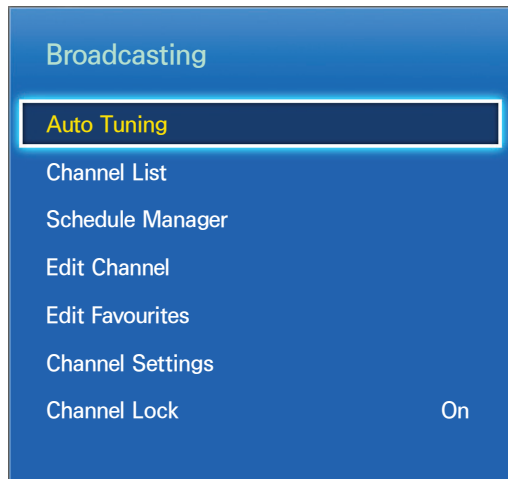 Broadcasting
Auto Tuning
Channel List
Schedule Manager
Edit Channel
Edit Favourites
Channel Settings
Channel Lock On